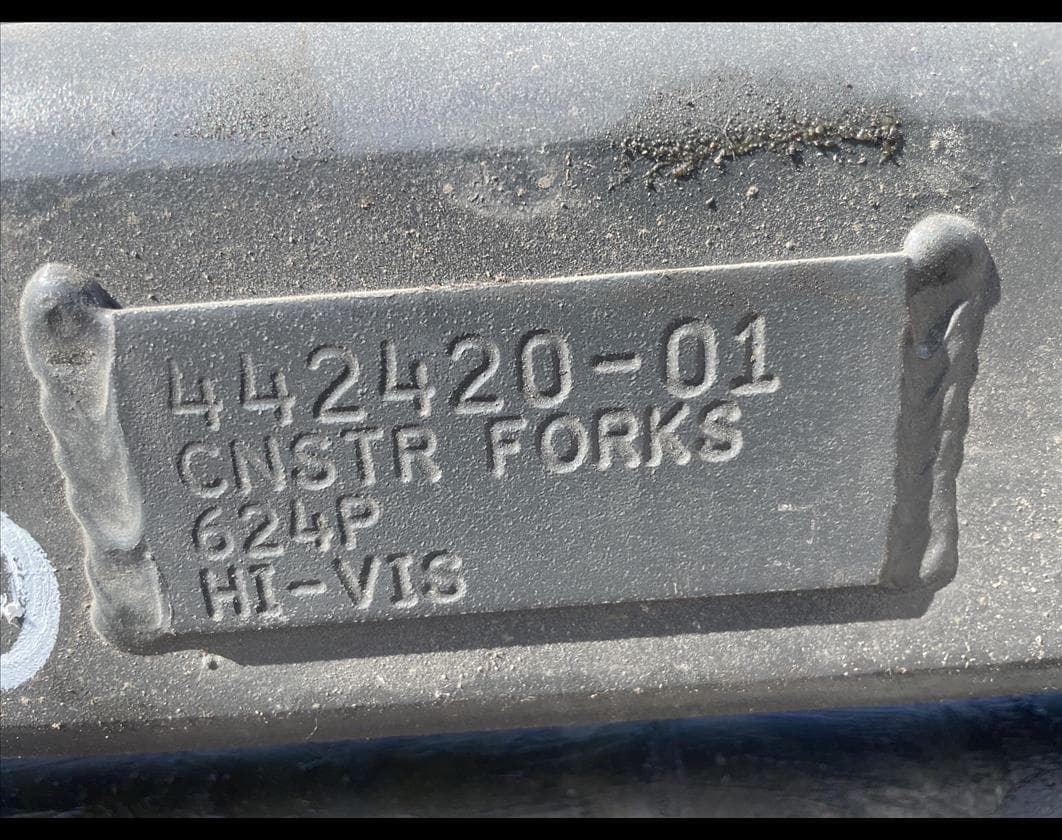 442420-01
CNSTR FORKS
624P
HI-VIS